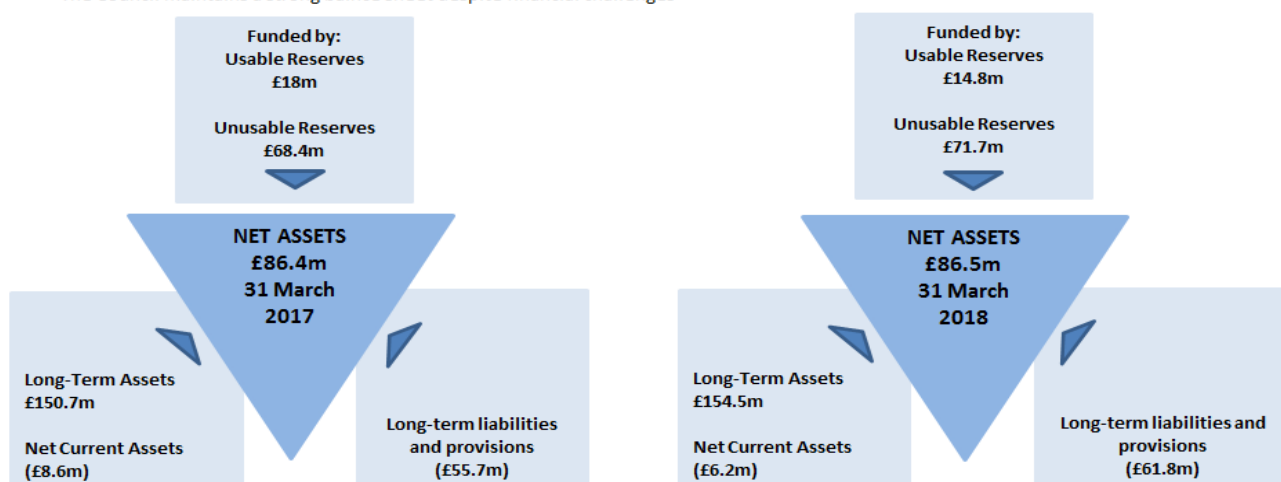 Funded by:
Usable Reserves
£18m
Unusable Reserves
£68.4m
NET ASSETS
£86.4m
31 March
2017
Long-Term Assets
£150.7m
Net Current Assets
(£8.6m)
Long-term liabilities
and provisions
(£55.7m)
Funded by:
Usable Reserves
£14.8m
Unusable Reserves
£71.7m
NET ASSETS
£86.5m
31 March
2018
Long-Term Assets
£154.5m
Net Current Assets
(£6.2m)
Long-term liabilities and
provisions
(£61.8m)